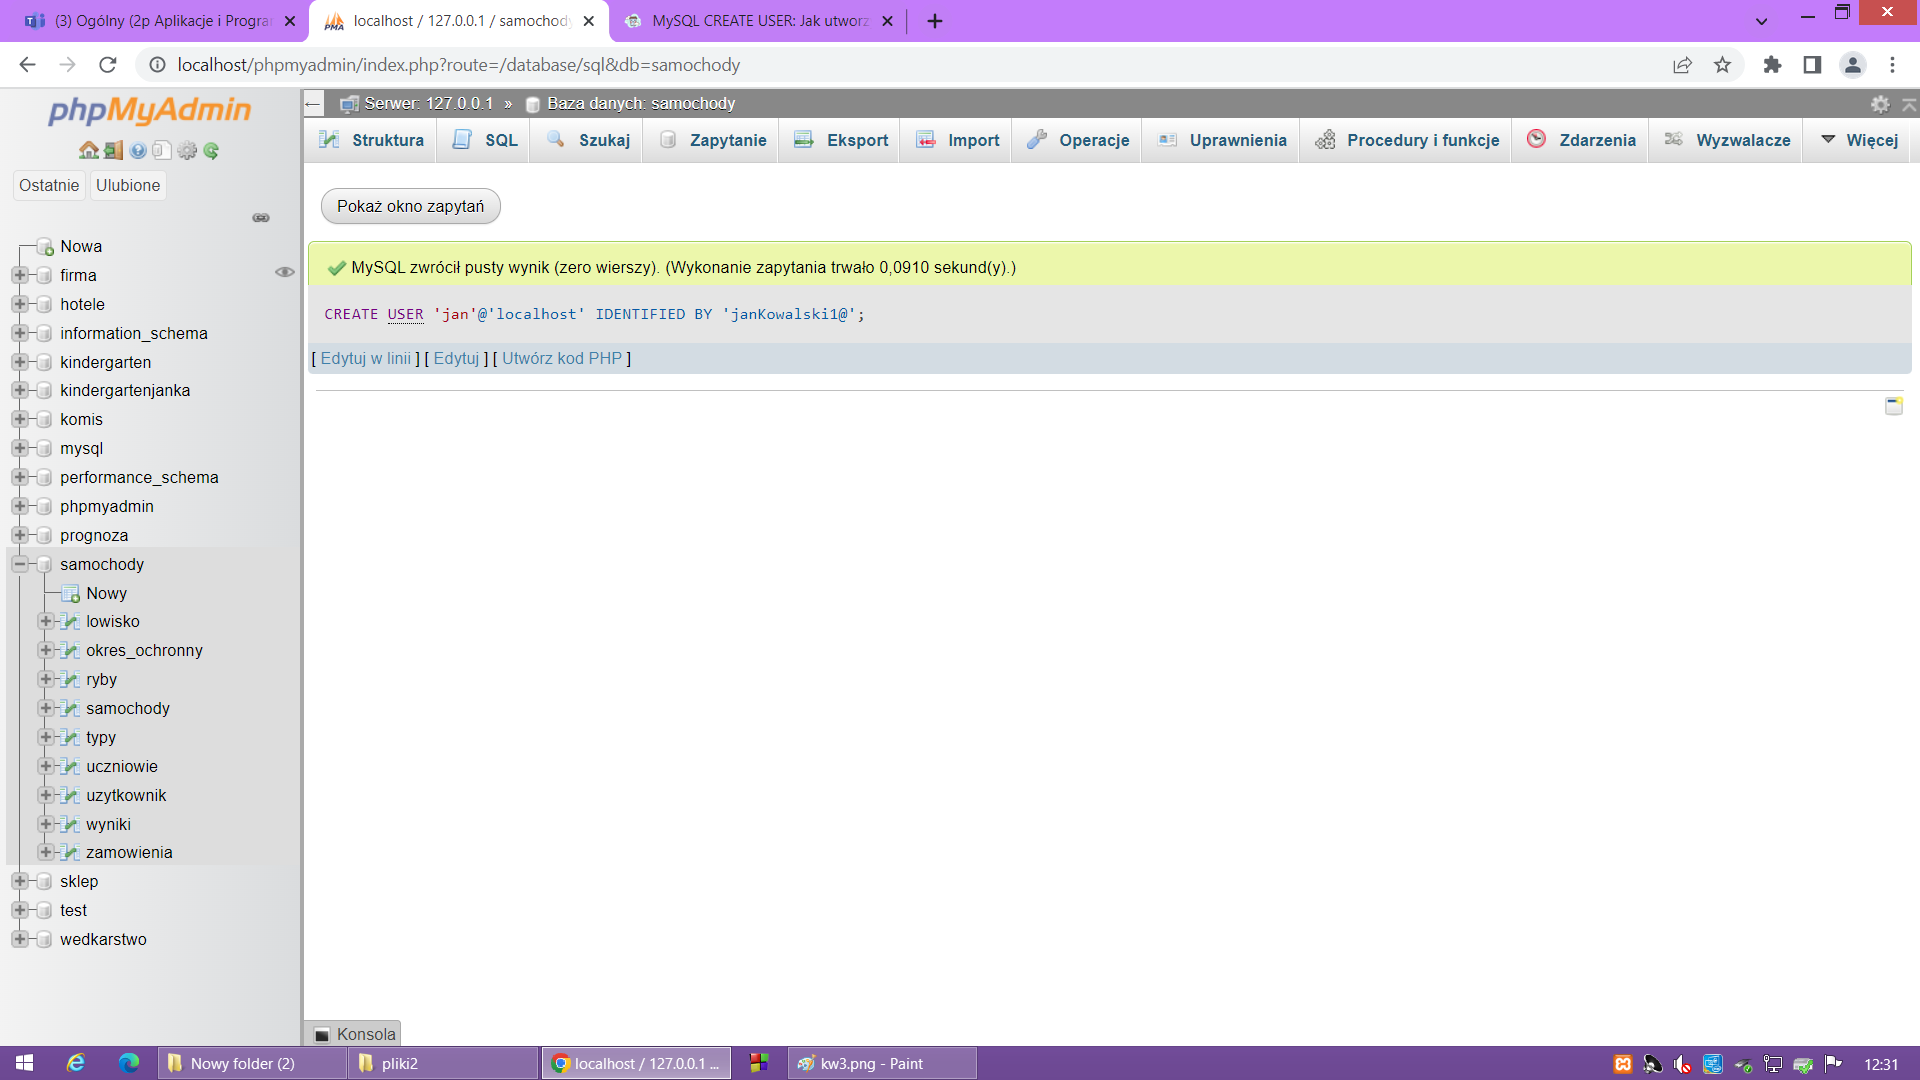 (3) Ogólny (2p Aplikacje i Progra
localhost / 127.0.0.1 / samochody
MySQL CREATE USER: Jak utworz
localhost/phpmyadmin/index.php?route=/database/sql&db=samochody
phpMyAdmin
Ostatnie
Ulubione
Nowa
firma
hotele
information_schema
kindergarten
kindergartenjanka
komis
mysql
performance_schema
phpmyadmin
prognoza
samochody
Nowy
lowisko
okres_ochronny
ryby
samochody
typy
uczniowie
uzytkownik
wyniki
zamowienia
sklep
test
wedkarstwo
Serwer: 127.0.0.1 » Baza danych: samochody
Struktura
SQL
Szukaj
Zapytanie
Eksport
Import
Operacje
Uprawnienia
Procedury i funkcje
Zdarzenia
Wyzwalacze
Więcej
Pokaż okno zapytań
MySQL zwrócił pusty wynik (zero wierszy). (Wykonanie zapytania trwało 0,0910 sekund(y).)
CREATE USER 'jan'@'localhost' IDENTIFIED BY 'janKowalski1@';
[ Edytuj w linii ] [ Edytuj ] [ Utwórz kod PHP ]
Konsola
Nowy folder (2)
pliki2
localhost / 127.0.0.1 ...
kw3.png - Paint
12:31